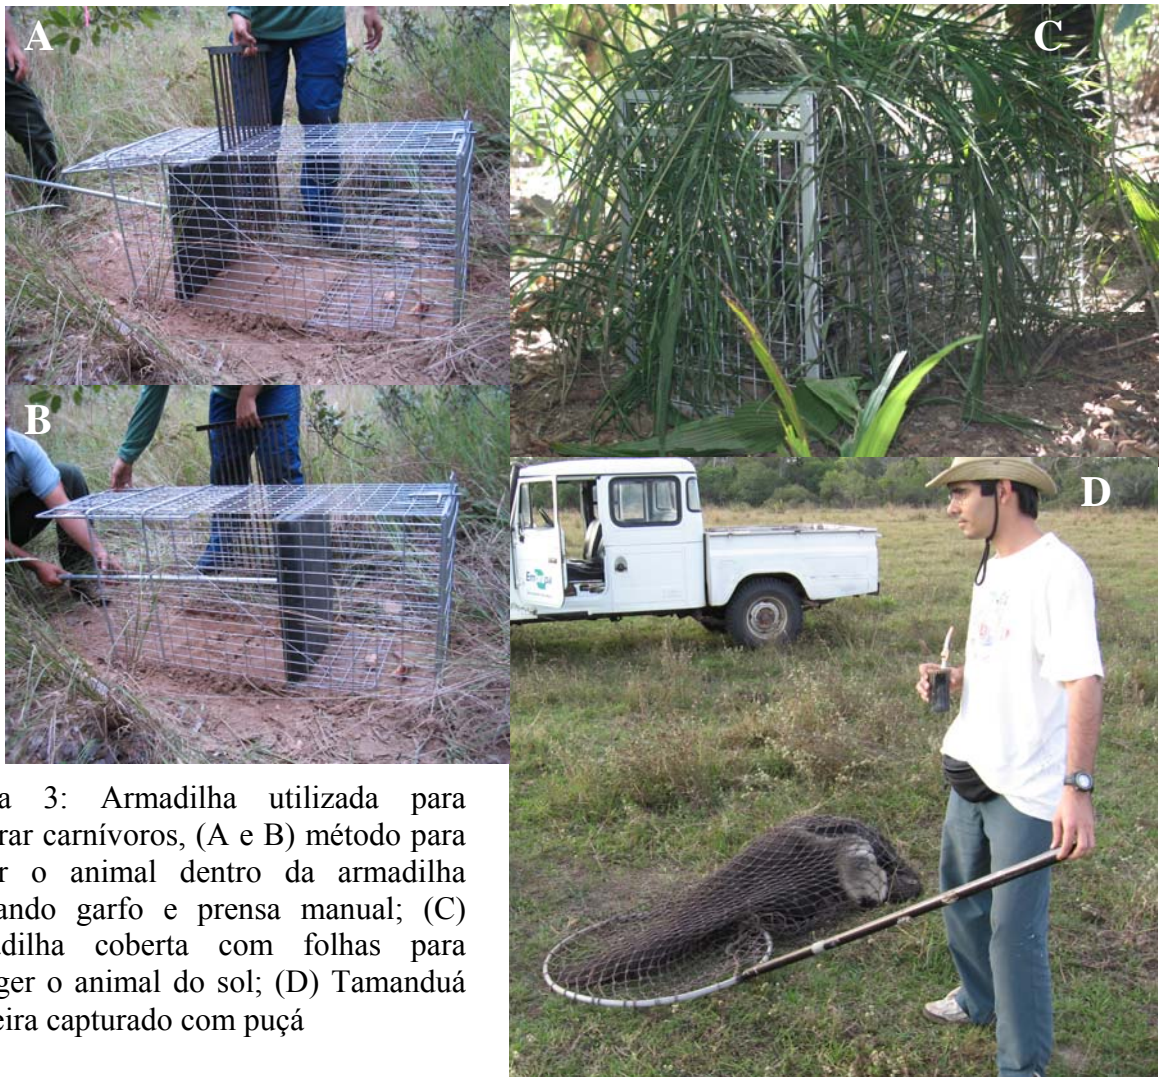 A
C
B
D
a 3: Armadilha utilizada para
rar carnívoros, (A e B) método para
r o animal dentro da armadilha
ando garfo e prensa manual; (C)
adilha coberta com folhas para
ger o animal do sol; (D) Tamanduá
eira capturado com puçá